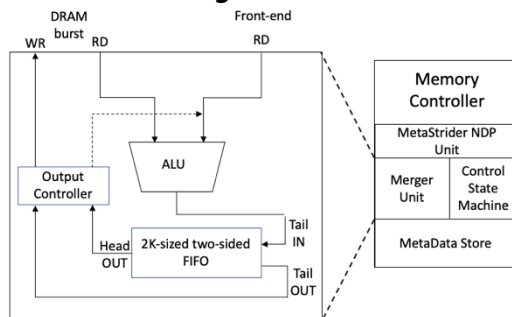 DRAM
burst
Front-end
WR
RD
RD
Memory
Controller
MetaStrider NDP
Unit
ALU
Output
Controller
Merger
Unit
Control
State
Machine
Tail
IN
Head
OUT
2K-sized two-sided
FIFO
MetaData Store
Tail
OUT